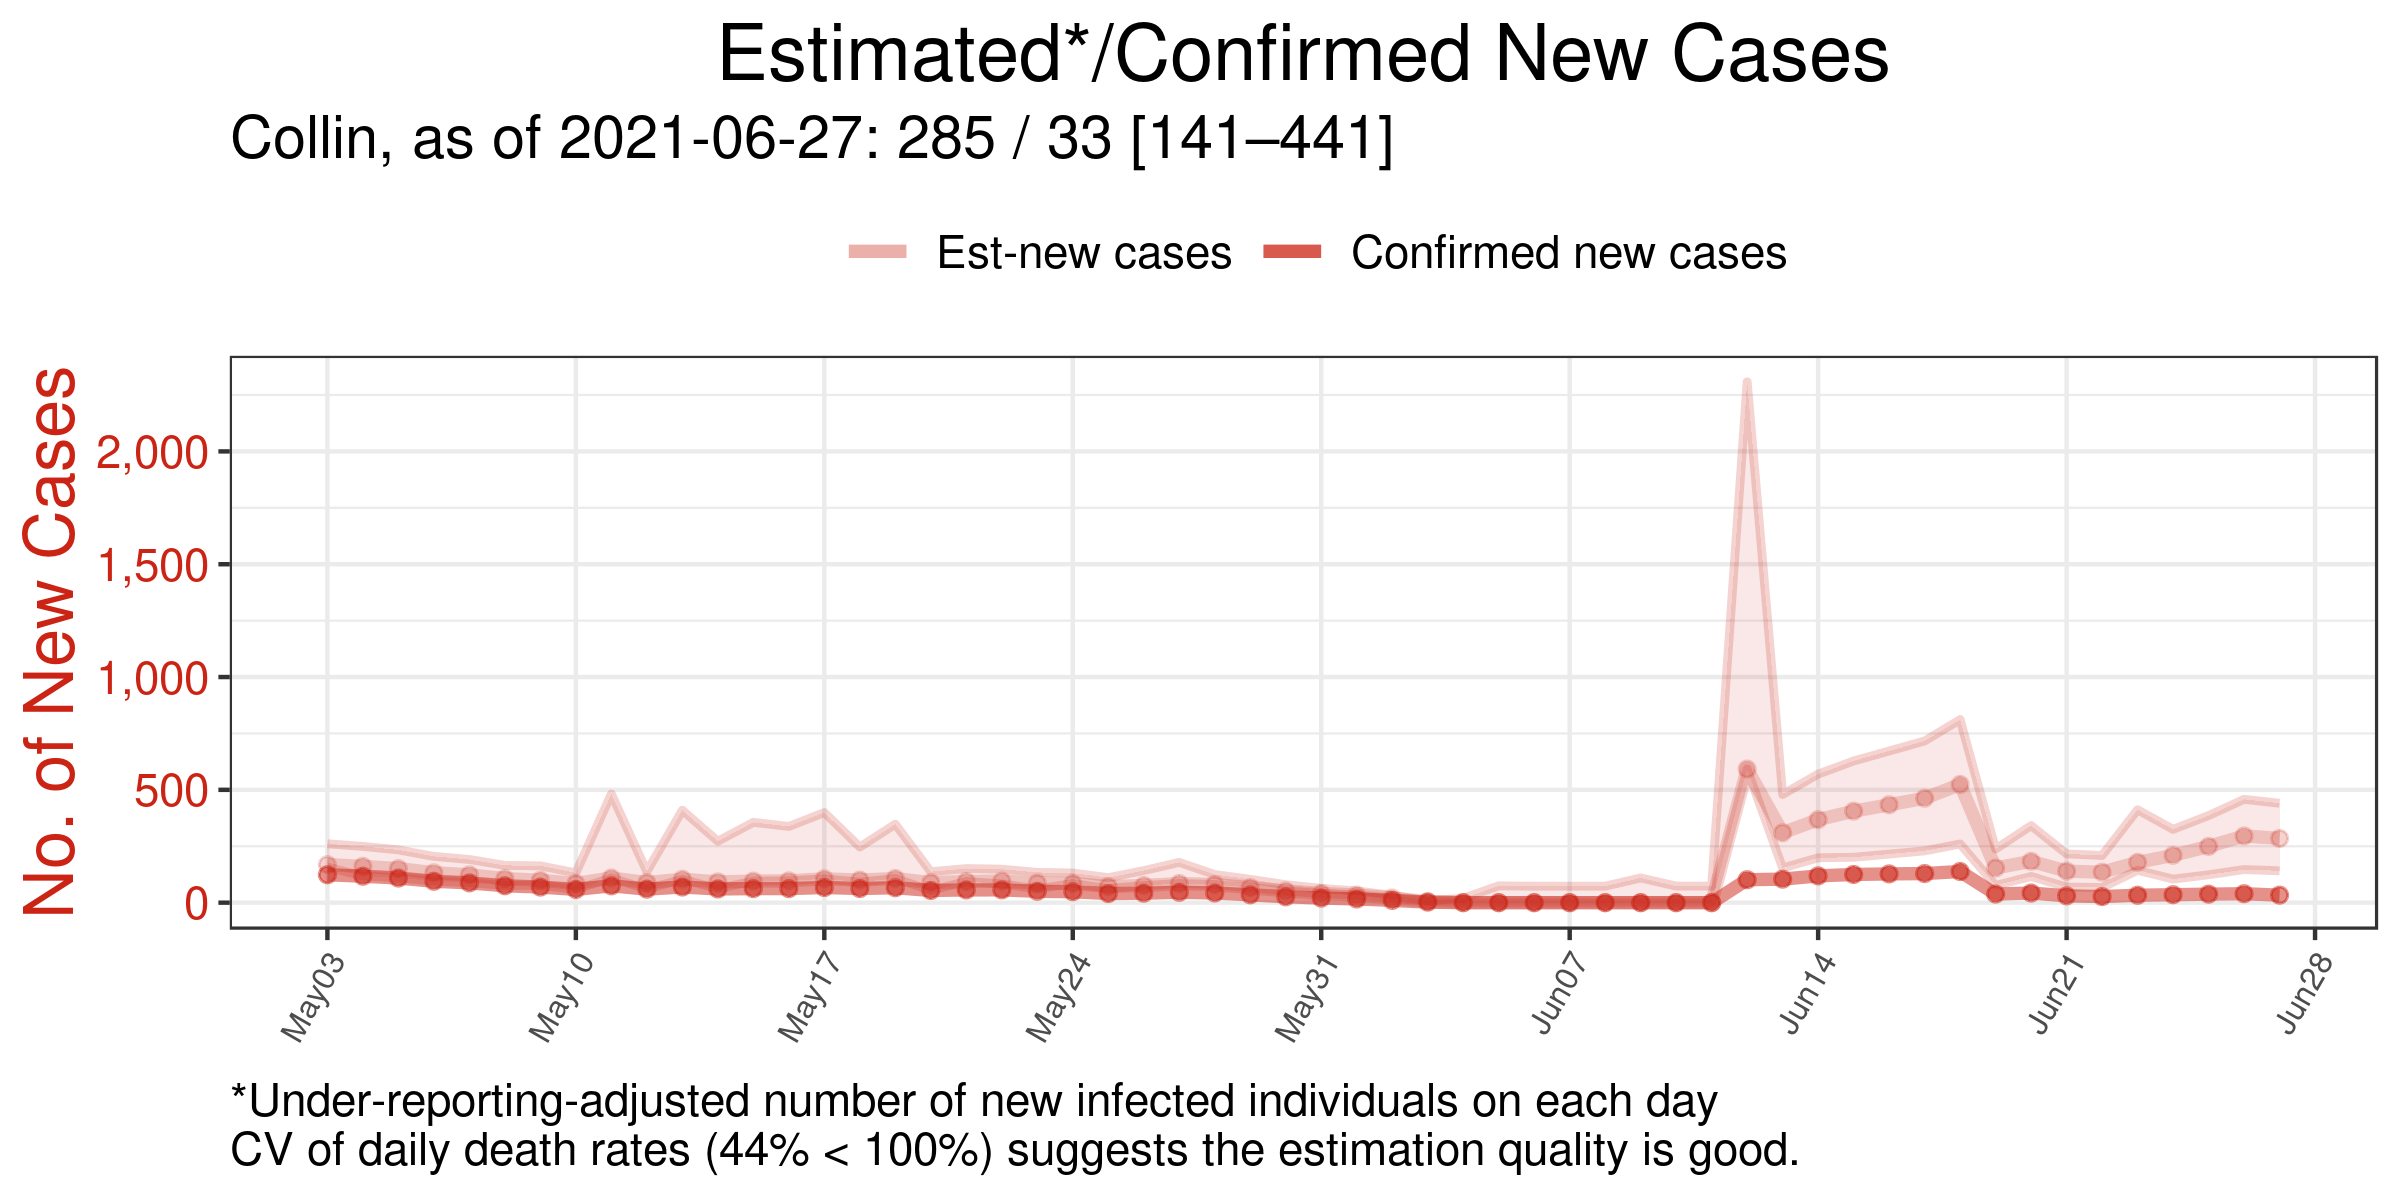 Estimated*/Confirmed New Cases
Collin, as of 2021-06-27: 285 / 33 [141–441]
Est-new cases Confirmed new cases
No. of New Cases
2,000
1,500
1,000
500
0
May03 May10 May17 May24 May31 Jun07 Jun14 Jun21 Jun28
*Under-reporting-adjusted number of new infected individuals on each day
CV of daily death rates (44% < 100%) suggests the estimation quality is good.